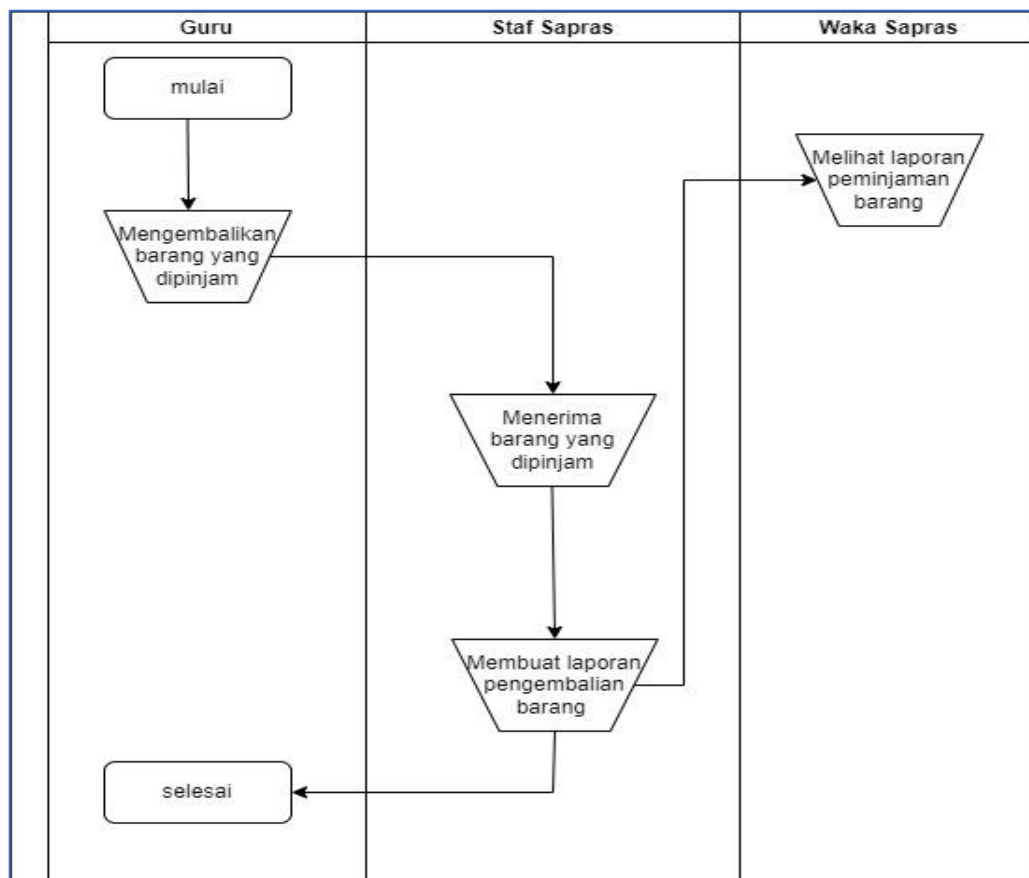 Guru
Staf Sapras
Waka Sapras
mulai
Melihat laporan
peminjaman
barang
Mengembalikan
barang yang
dipinjam
Menerima
barang yang
dipinjam
Membuat laporan
pengembalian
barang
selesai